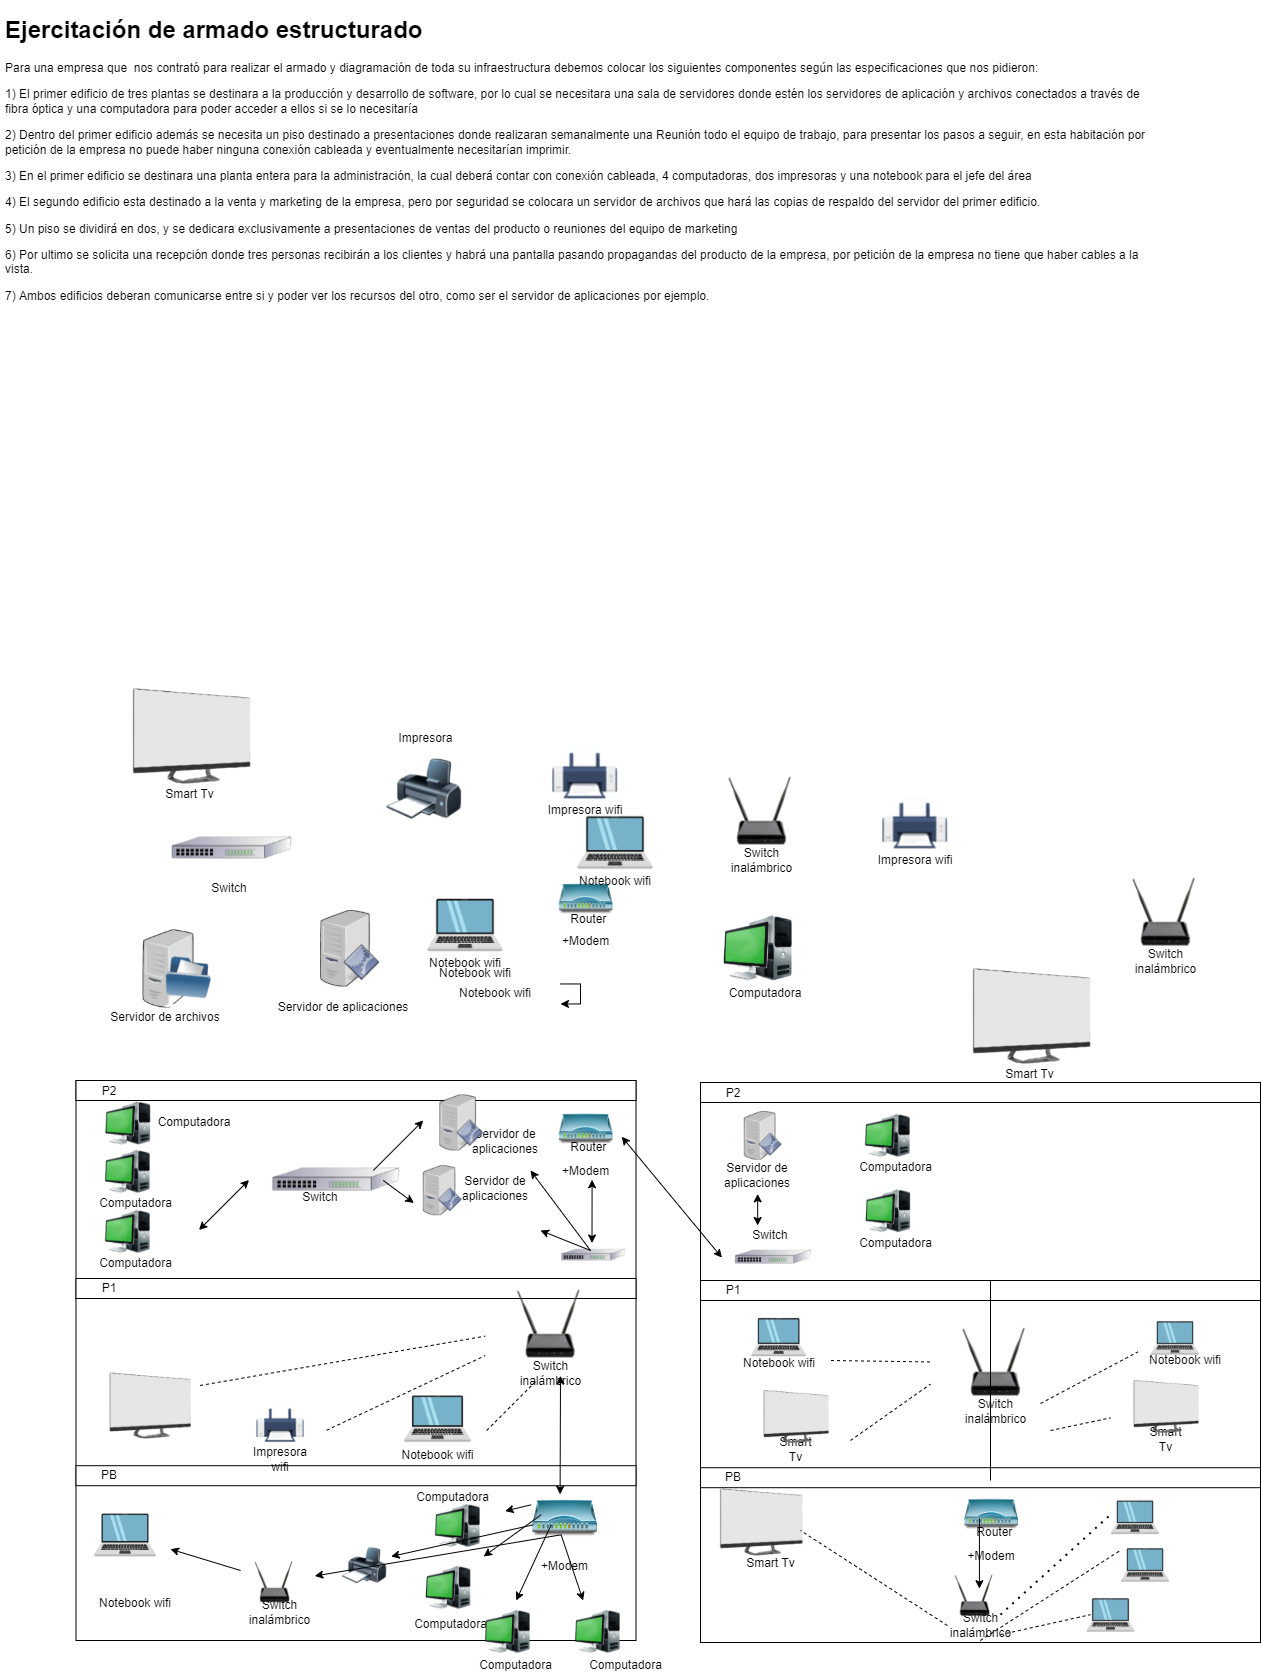 Ejercitación de armado estructurado
Para una empresa que  nos contrató para realizar el armado y diagramación de toda su infraestructura debemos colocar los siguientes componentes según las especificaciones que nos pidieron:
1) El primer edificio de tres plantas se destinara a la producción y desarrollo de software, por lo cual se necesitara una sala de servidores donde estén los servidores de aplicación y archivos conectados a través de
fibra óptica y una computadora para poder acceder a ellos si se lo necesitaría
2) Dentro del primer edificio además se necesita un piso destinado a presentaciones donde realizaran semanalmente una Reunión todo el equipo de trabajo, para presentar los pasos a seguir, en esta habitación por
petición de la empresa no puede haber ninguna conexión cableada y eventualmente necesitarían imprimir.
3) En el primer edificio se destinara una planta entera para la administración, la cual deberá contar con conexión cableada, 4 computadoras, dos impresoras y una notebook para el jefe del área
4) El segundo edificio esta destinado a la venta y marketing de la empresa, pero por seguridad se colocara un servidor de archivos que hará las copias de respaldo del servidor del primer edificio.
5) Un piso se dividirá en dos, y se dedicara exclusivamente a presentaciones de ventas del producto o reuniones del equipo de marketing
6) Por ultimo se solicita una recepción donde tres personas recibirán a los clientes y habrá una pantalla pasando propagandas del producto de la empresa, por petición de la empresa no tiene que haber cables a la
vista.
7) Ambos edificios deberan comunicarse entre si y poder ver los recursos del otro, como ser el servidor de aplicaciones por ejemplo.
Impresora
Smart Tv
Impresora wifi
Switch
inalámbrico
Impresora wifi
Switch
Notebook wifi
Router
+Modem
Notebook wifi
Notebook wifi
Notebook wifi
Switch
inalámbrico
Computadora
Servidor de aplicaciones
Servidor de archivos
Smart Tv
P2
Computadora
Servidor de
aplicaciones
Router
+Modem
Servidor de
aplicaciones
Computadora
Switch
Computadora
P1
Switch
inalámbrico
Impresora
wifi
Notebook wifi
PB
Computadora
+Modem
Notebook wifi
Switch
inalámbrico
Computadora
Computadora
Computadora
P2
Servidor de
aplicaciones
Computadora
Switch
Computadora
P1
Notebook wifi
Notebook wifi
Switch
inalámbrico
Smart
Tv
Smart
Tv
PB
Router
+Modem
Smart Tv
Switch
inalámbrico